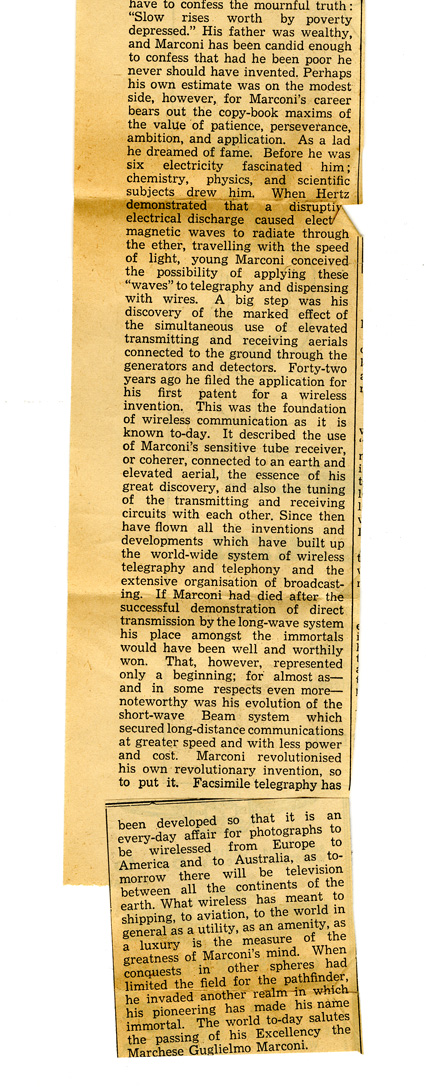 have to confess the mournful truth:
“Slow rises worth by poverty
depressed.” His father was wealthy,
and Marconi has been candid enough
to confess that had he been poor he
never should have invented. Perhaps
his own estimate was on the modest
side, however, for Marconi's career
bears out the copy-book maxims of
the value of patience, perseverance,
ambition, and application. As a lad
he dreamed of fame. Before he was
six electricity fascinated him;
chemistry, physics, and scientific
subjects drew him. When Hertz
demonstrated that a disruptiv
electrical discharge caused elect
magnetic waves to radiate through
the ether, travelling with the speed
of light, young Marconi conceived
the possibility of applying these
“waves” to telegraphy and dispensing
with wires. A big step was his
discovery of the marked effect of
the simultaneous use of elevated
transmitting and receiving aerials
connected to the ground through the
generators and detectors. Forty-two
years ago he filed the application for
his first patent for a wireless
invention. This was the foundation
of wireless communication as it is
known to-day. It described the use
of Marconi's sensitive tube receiver,
or coherer, connected to an earth and
elevated aerial, the essence of his
great discovery, and also the tuning
of the transmitting and receiving
circuits with each other. Since then
have flown all the inventions and
developments which have built up
the world-wide system of wireless
telegraphy and telephony and the
extensive organisation of broadcast-
ing. If Marconi had died after the
successful demonstration of direct
transmission by the long-wave system
his place amongst the immortals
would have been well and worthily
won. That, however, represented
only a beginning; for almost as—
and in some respects even more—
noteworthy was his evolution of the
short-wave Beam system which
secured long-distance communications
at greater speed and with less power
and cost. Marconi revolutionised
his own revolutionary invention, so
to put it. Facsimile telegraphy has
been developed so that it is an
every-day affair for photographs to
be wirelessed from Europe to
America and to Australia, as to-
morrow there will be television
between all the continents of the
earth. What wireless has meant to
shipping, to aviation, to the world in
general as a utility, as an amenity, as
a luxury is the measure of the
greatness of Marconi's mind. When
conquests in other spheres had
limited the field for the pathfinder,
he invaded another realm in which
his pioneering has made his name
immortal. The world to-day salutes
the passing of his Excellency the
Marchese Guglielmo Marconi.